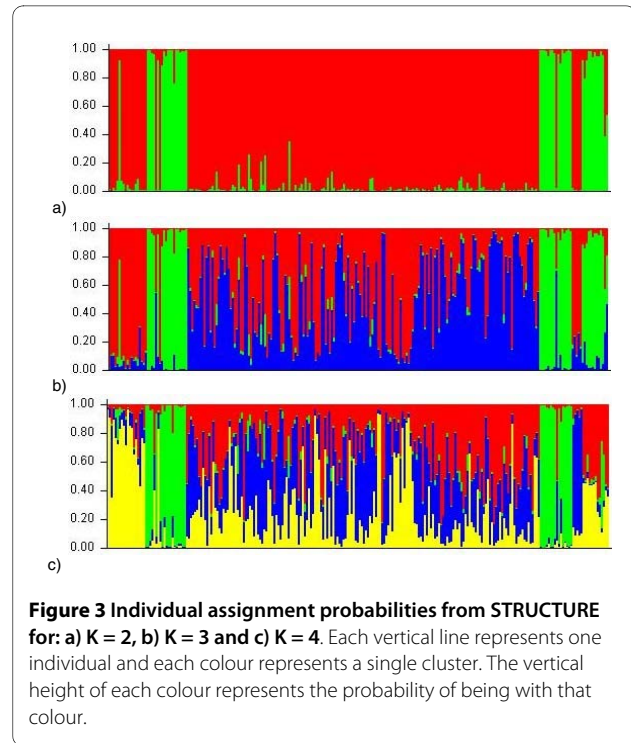 1.00
0.80
0.60
0.40
0.20
0.00
a)
1.00
0.80
0.60
0.40
0.20
0.00
b)
1.00
0.80
0.60
0.40
0.20
0.00
c)
Figure 3 Individual assignment probabilities from STRUCTURE
for: a) K = 2, b) K = 3 and c) K = 4. Each vertical line represents one
individual and each colour represents a single cluster. The vertical
height of each colour represents the probability of being with that
colour.